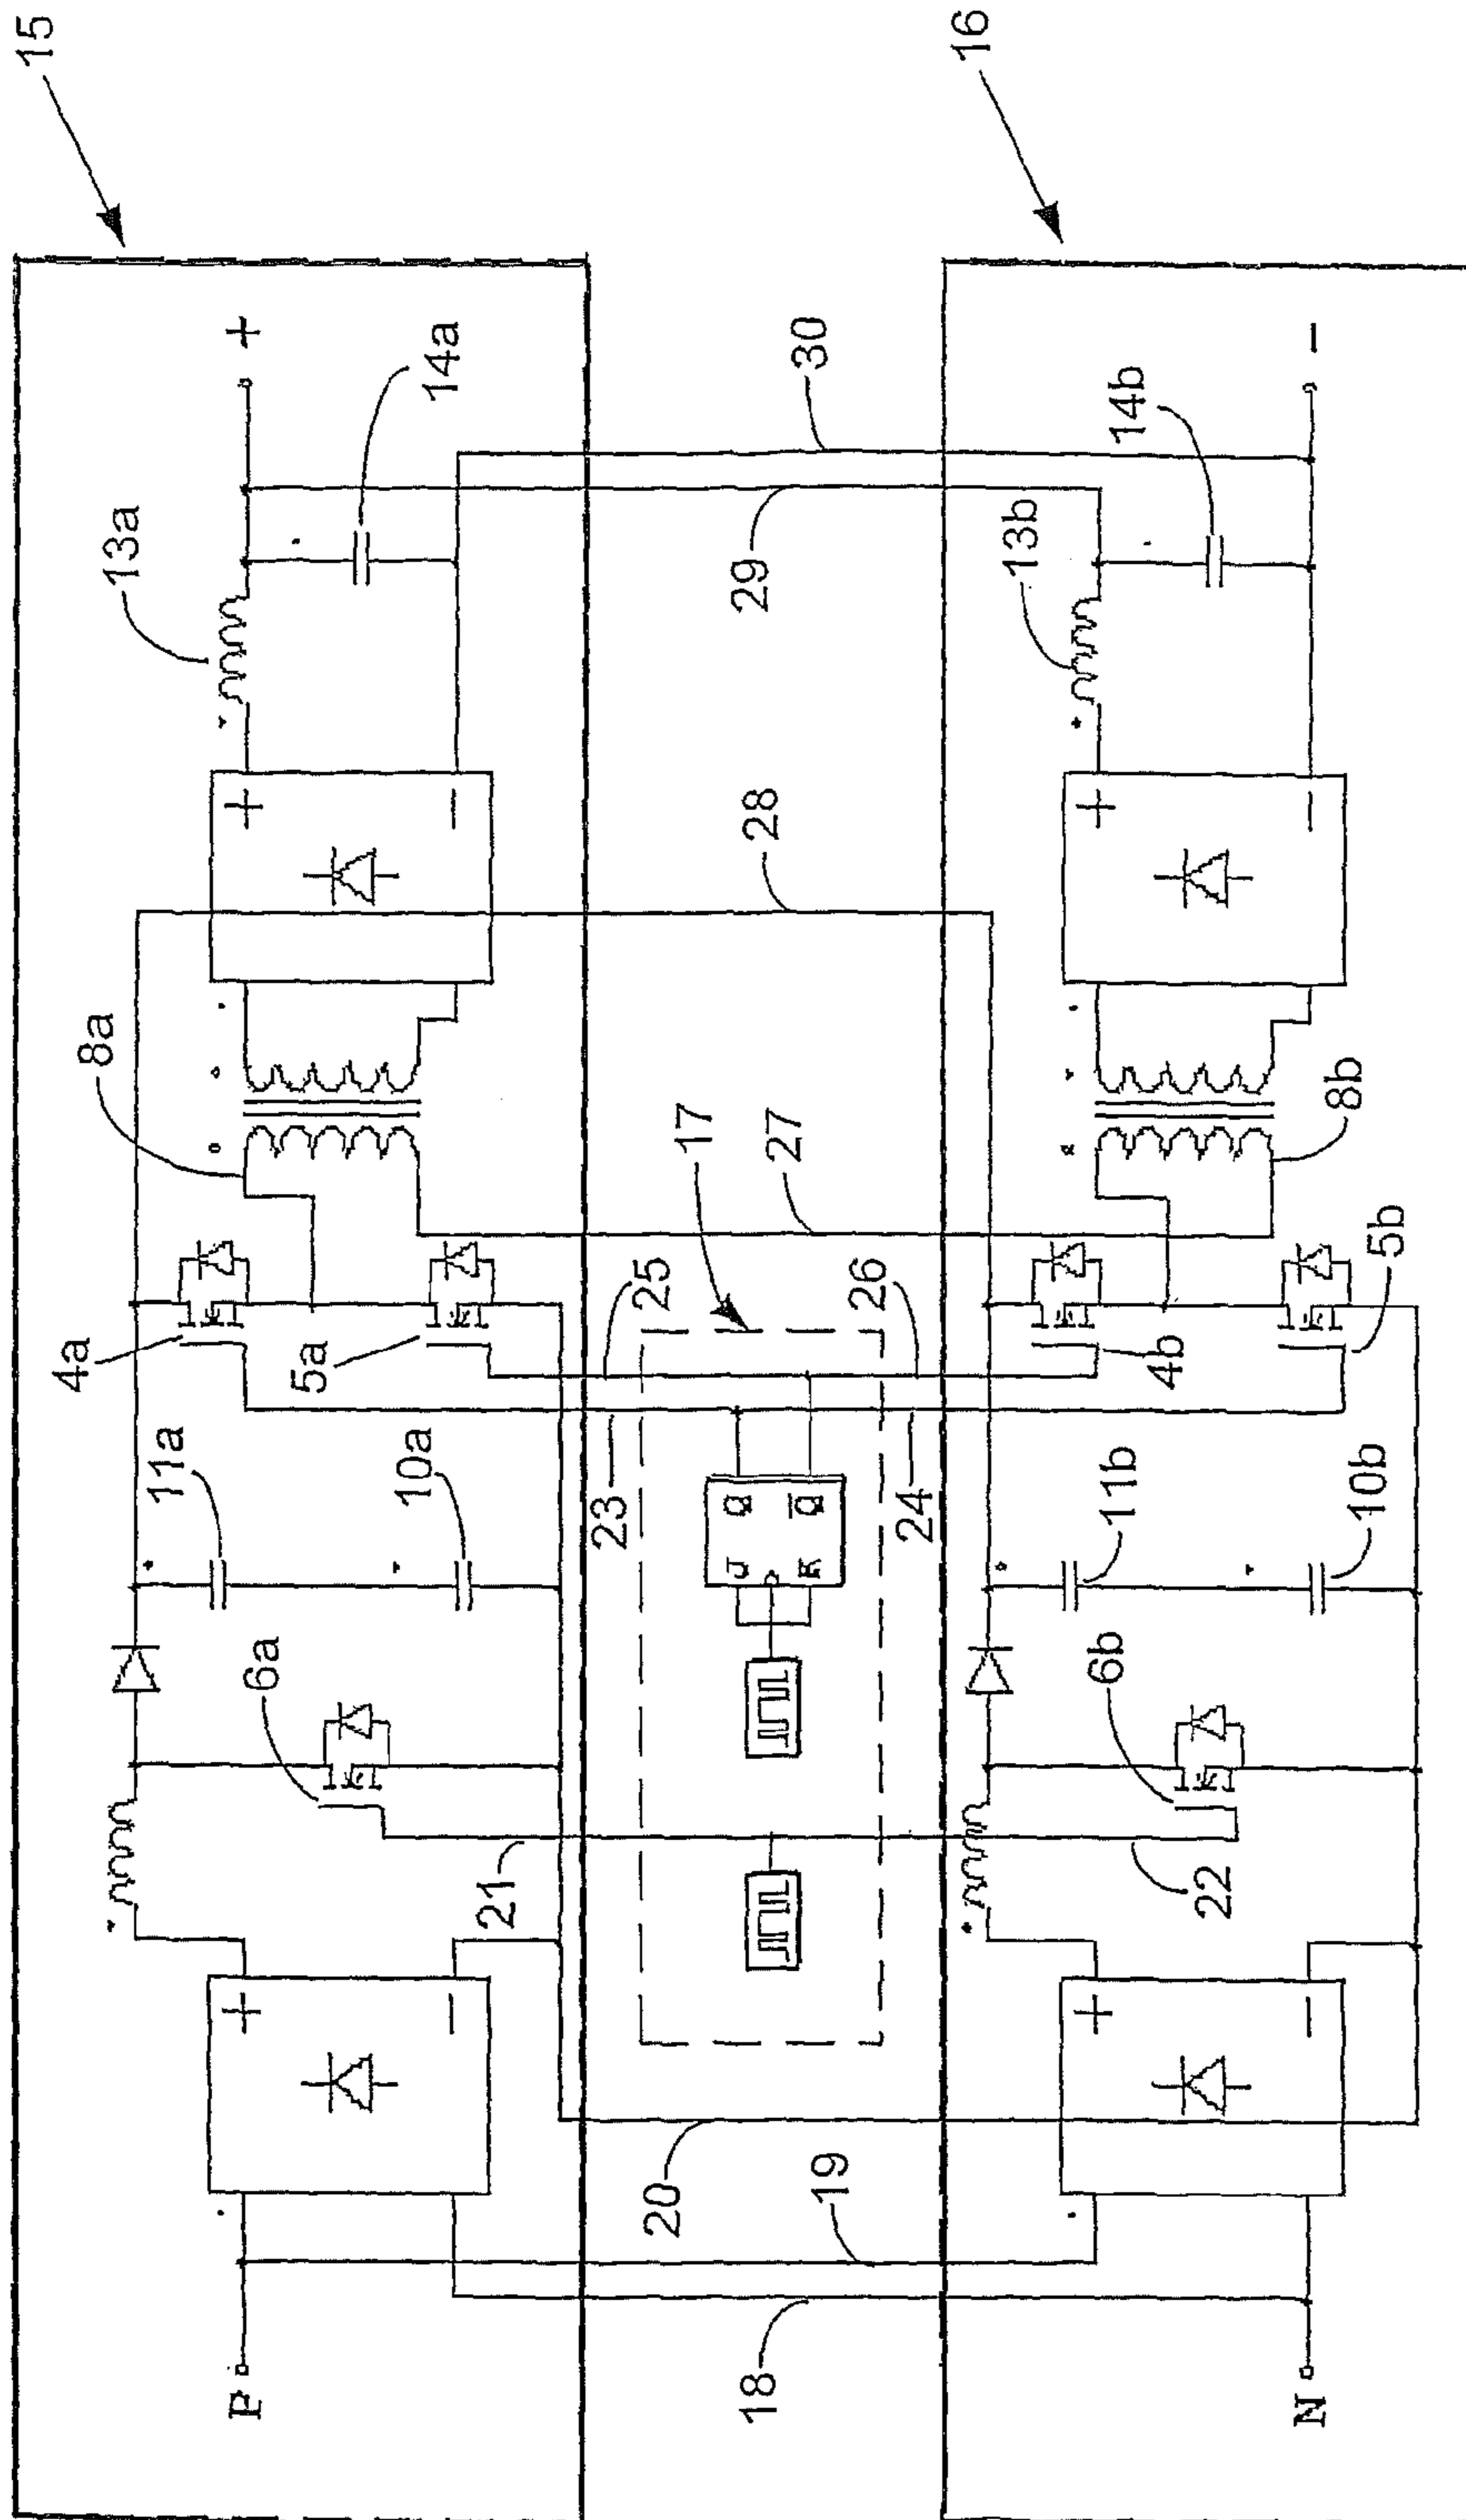 15
4a
8a
13a
11a
P
+
+
+
6a
5a
10a
14a
−
−
21
23
25
20
17
J
Q
29
18
28
27
K
Q̅
30
19
26
24
16
13b
+
+
6b
11b
14b
4b
22
N
−
−
−
8b
10b
5b